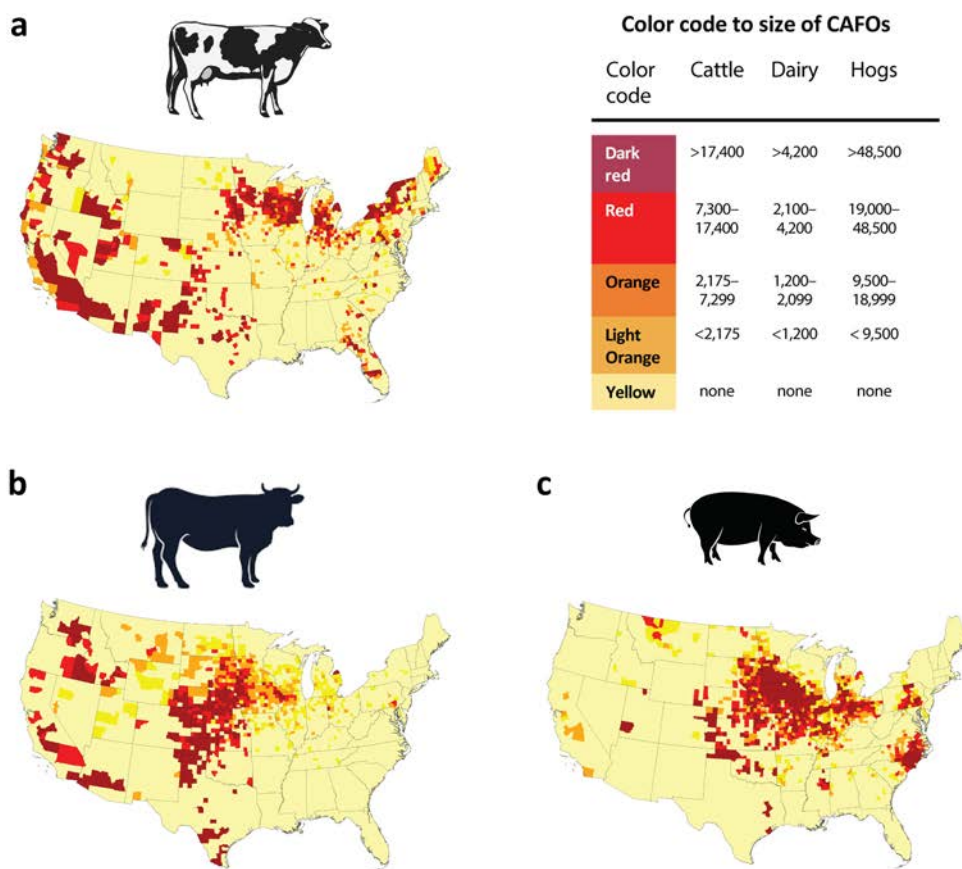 a
Color code to size of CAFOs
Color
code
Cattle
Dairy
Hogs
Dark
red
>17,400
>4,200
>48,500
Red
7,300–
17,400
2,100–
4,200
19,000–
48,500
Orange
2,175–
7,299
1,200–
2,099
9,500–
18,999
Light
Orange
<2,175
<1,200
< 9,500
Yellow
none
none
none
b
c